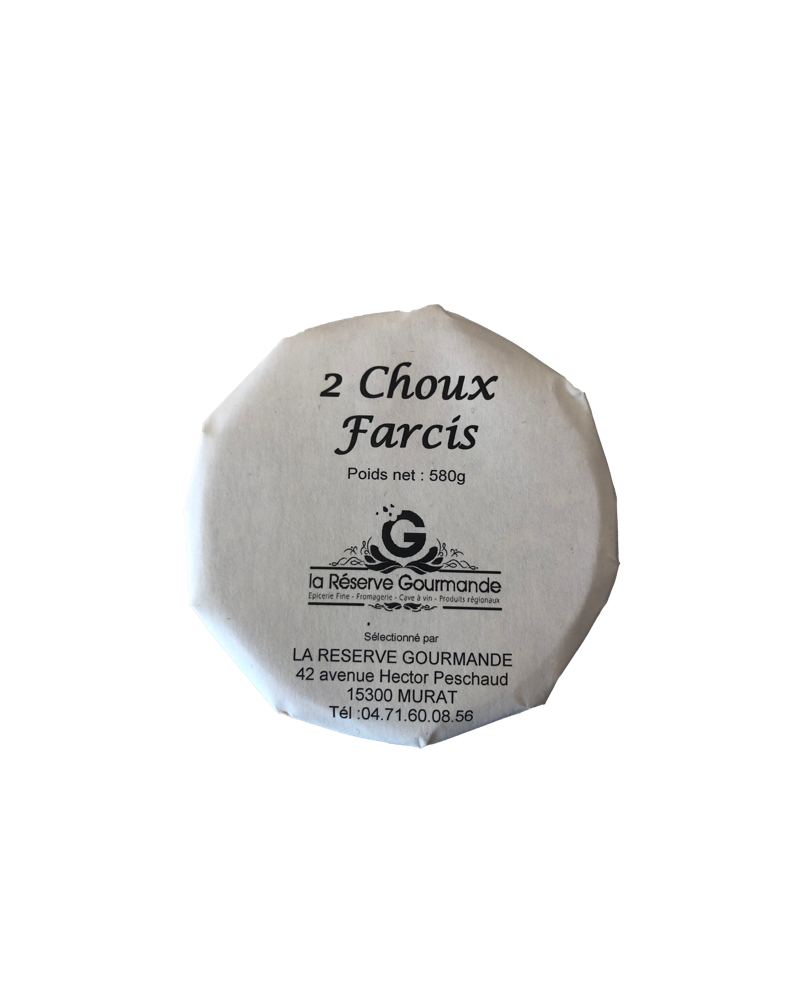 2 Choux
Farcis
Poids net : 580g
G
la Réserve Gourmande
Epicerie Fine - Fromagerie - Cave à vin - Produits régionaux
Sélectionné par
LA RESERVE GOURMANDE
42 avenue Hector Peschaud
15300 MURAT
Tél :04.71.60.08.56